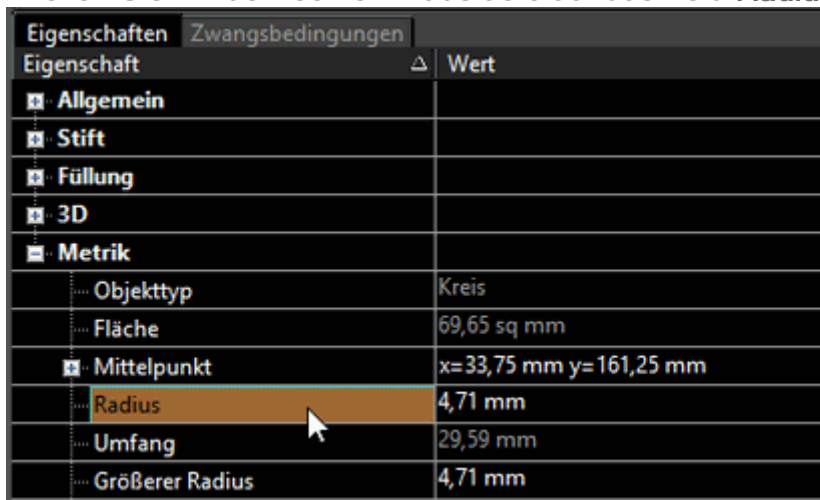 Eigenschaften Zwangsbedingungen
Eigenschaft Wert
Allgemein
Stift
Füllung
3D
Metrik
Objekttyp Kreis
Fläche 69,65 sq mm
Mittelpunkt x=33,75 mm y=161,25 mm
Radius 4,71 mm
Umfang 29,59 mm
Größerer Radius 4,71 mm